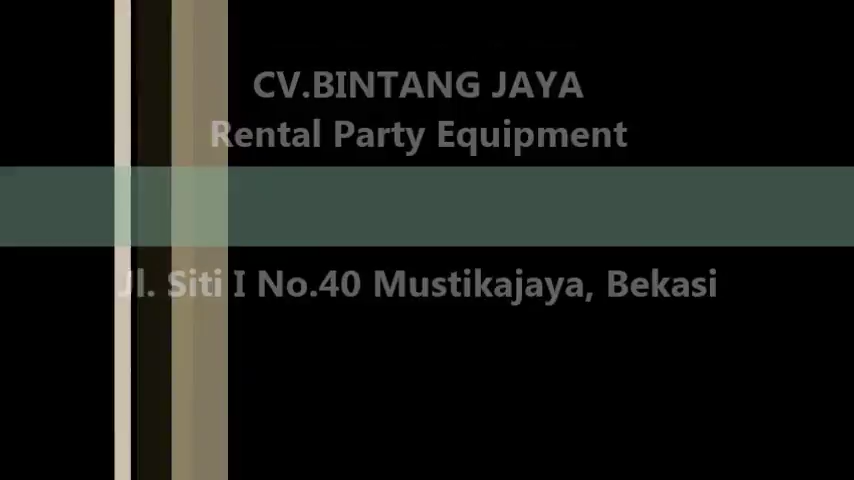 CV.BINTANG JAYA
Rental Party Equipment
Jl. Siti I No.40 Mustikajaya, Bekasi